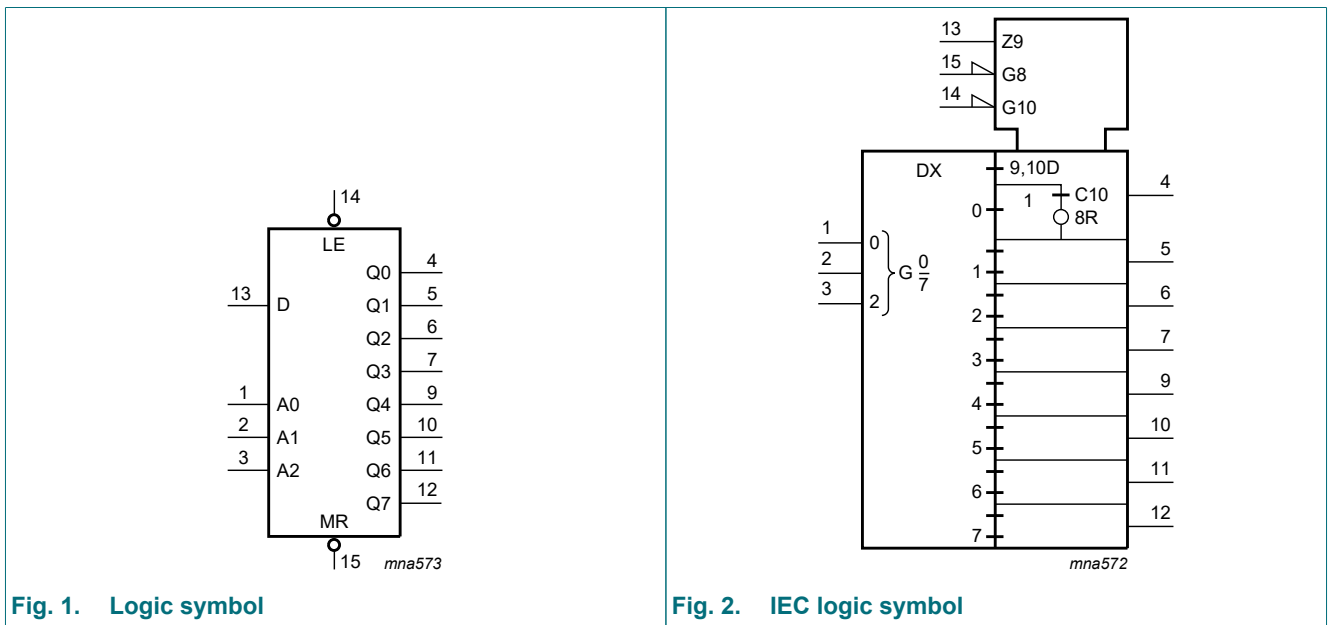 14
LE
Q0 4
13 D Q1 5
Q2 6
Q3 7
1 A0 Q4 9
2 A1 Q5 10
3 A2 Q6 11
Q7 12
MR
15 mna573
Fig. 1. Logic symbol
13 Z9
15 G8
14 G10
DX 9,10D
4
0 1 C10
8R
1 0
2 G 0
7
3 2
1 5
2 6
3 7
4 9
5 10
6 11
7 12
mna572
Fig. 2. IEC logic symbol